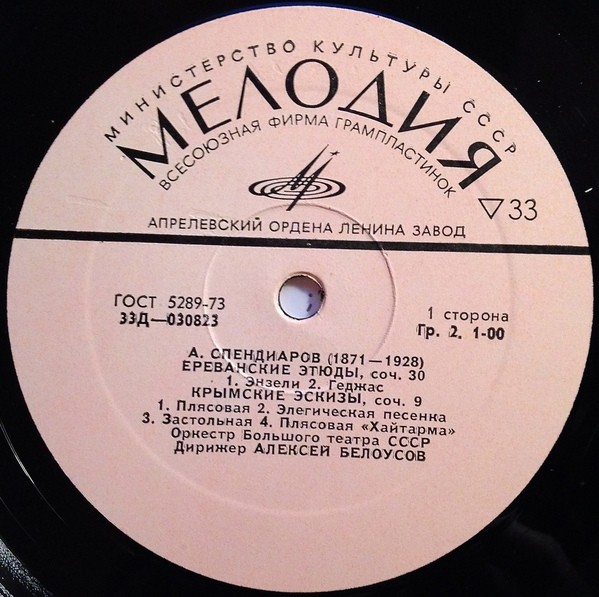 МИНИСТЕРСТВО КУЛЬТУРЫ СССР
МЕЛОДИЯ
ВСЕСОЮЗНАЯ ФИРМА ГРАМПЛАСТИНОК
▽33
АПРЕЛЕВСКИЙ ОРДЕНА ЛЕНИНА ЗАВОД
ГОСТ 5289-73
33Д—030823
1 сторона
Гр. 2. 1-00
А. СПЕНДИАРОВ (1871—1928)
ЕРЕВАНСКИЕ ЭТЮДЫ, соч. 30
1. Энзели 2. Геджас
КРЫМСКИЕ ЭСКИЗЫ, соч. 9
1. Плясовая 2. Элегическая песенка
3. Застольная 4. Плясовая «Хайтарма»
Оркестр Большого театра СССР
Дирижер АЛЕКСЕЙ БЕЛОУСОВ